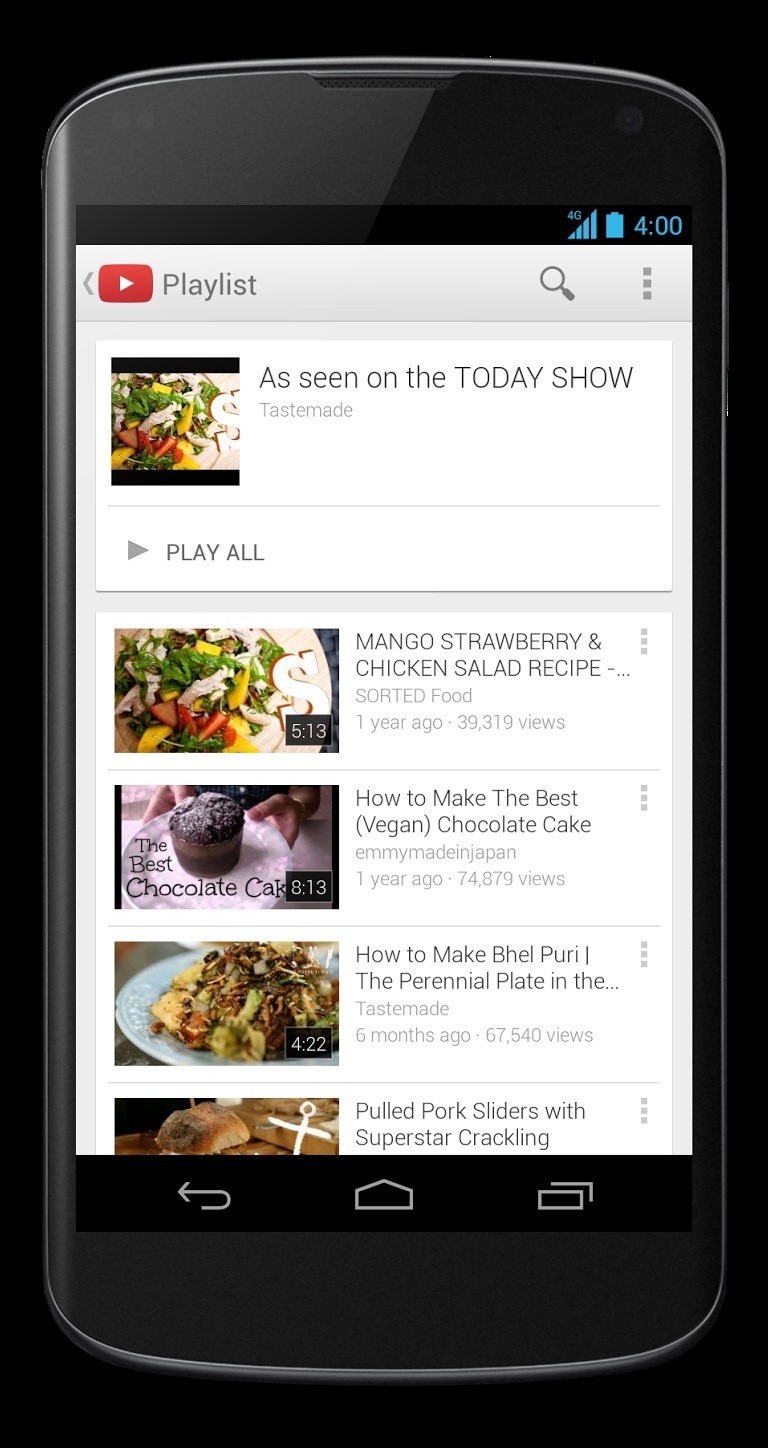 4G 4:00
Playlist
As seen on the TODAY SHOW
Tastemade
PLAY ALL
S
5:13
MANGO STRAWBERRY &
CHICKEN SALAD RECIPE -...
SORTED Food
1 year ago · 39,319 views
The
Best
Chocolate Cak
8:13
How to Make The Best
(Vegan) Chocolate Cake
emmymadeinjapan
1 year ago · 74,879 views
4:22
How to Make Bhel Puri |
The Perennial Plate in the...
Tastemade
6 months ago · 67,540 views
Pulled Pork Sliders with
Superstar Crackling